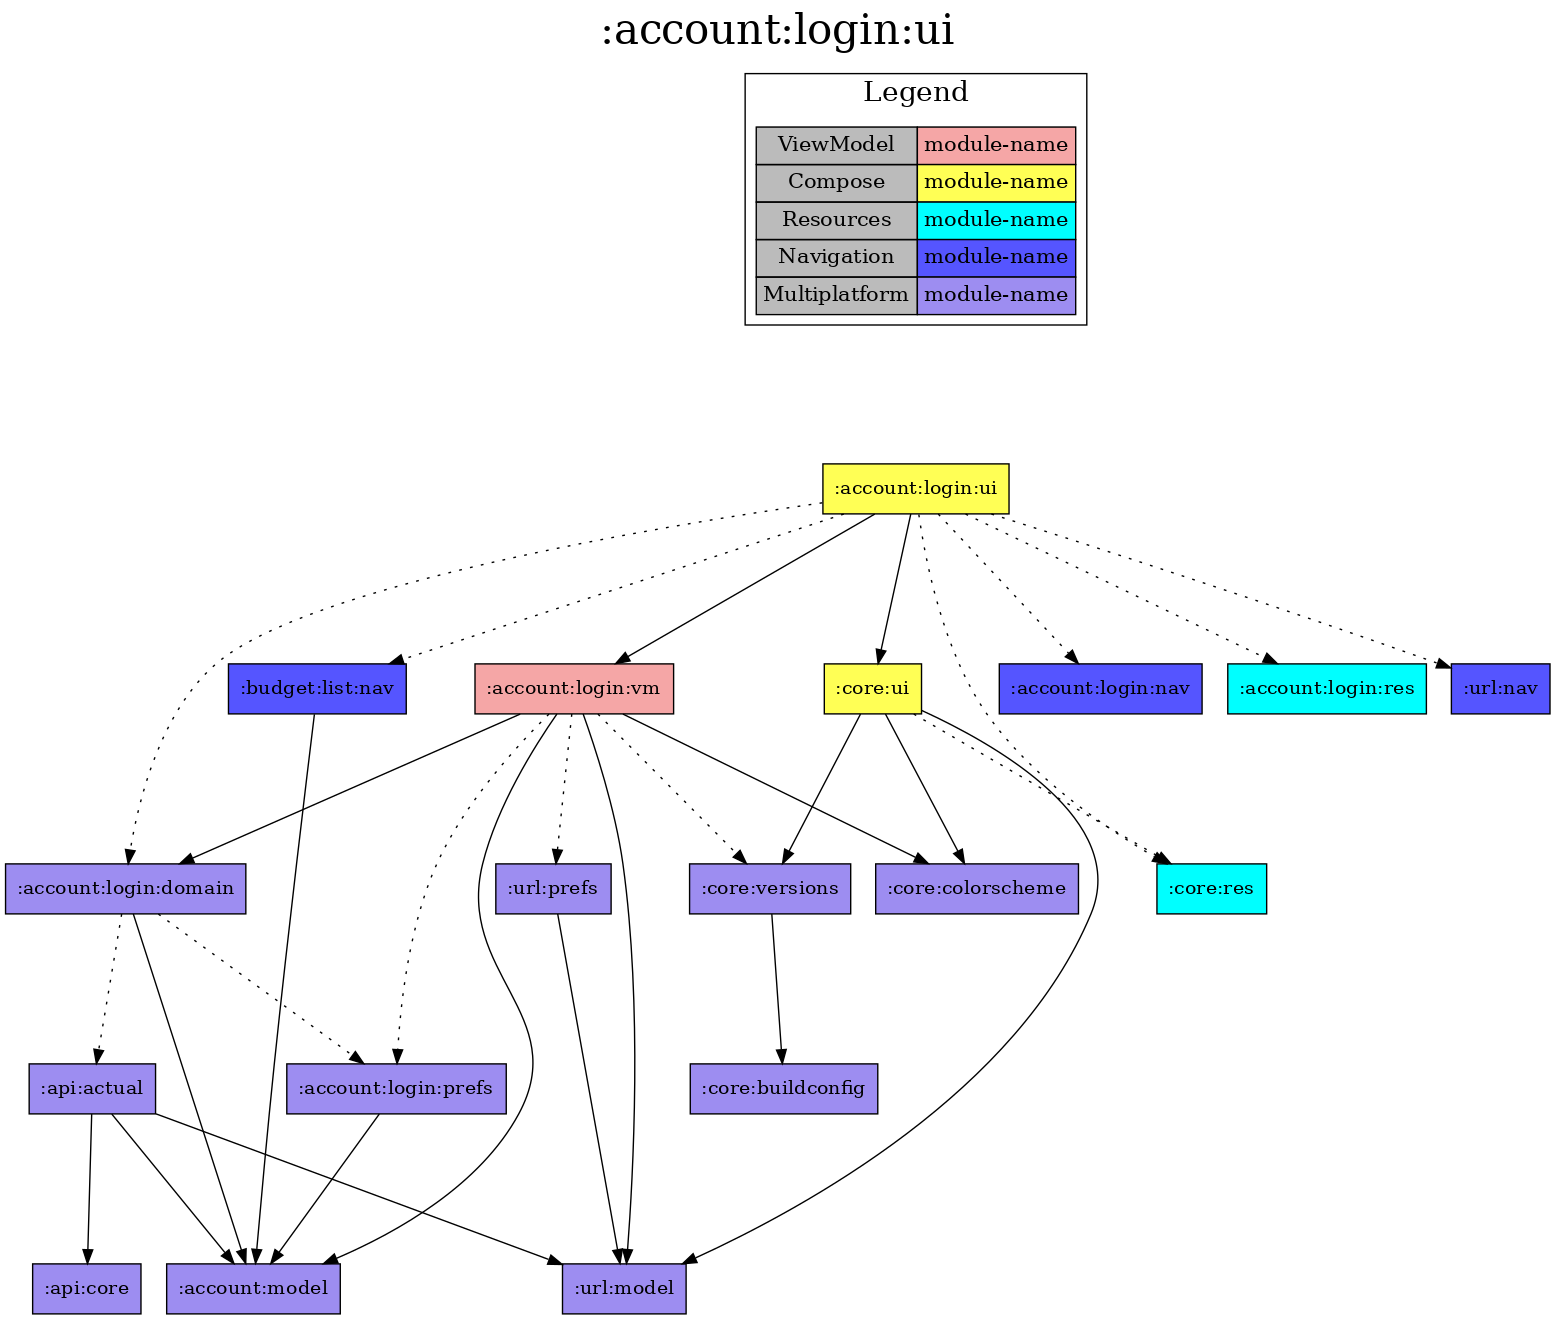 :account:login:ui
Legend
ViewModel module-name
Compose module-name
Resources module-name
Navigation module-name
Multiplatform module-name
:account:login:ui
:budget:list:nav :account:login:vm :core:ui :account:login:nav :account:login:res :url:nav
:account:login:domain :url:prefs :core:versions :core:colorscheme :core:res
:api:actual :account:login:prefs :core:buildconfig
:api:core :account:model :url:model